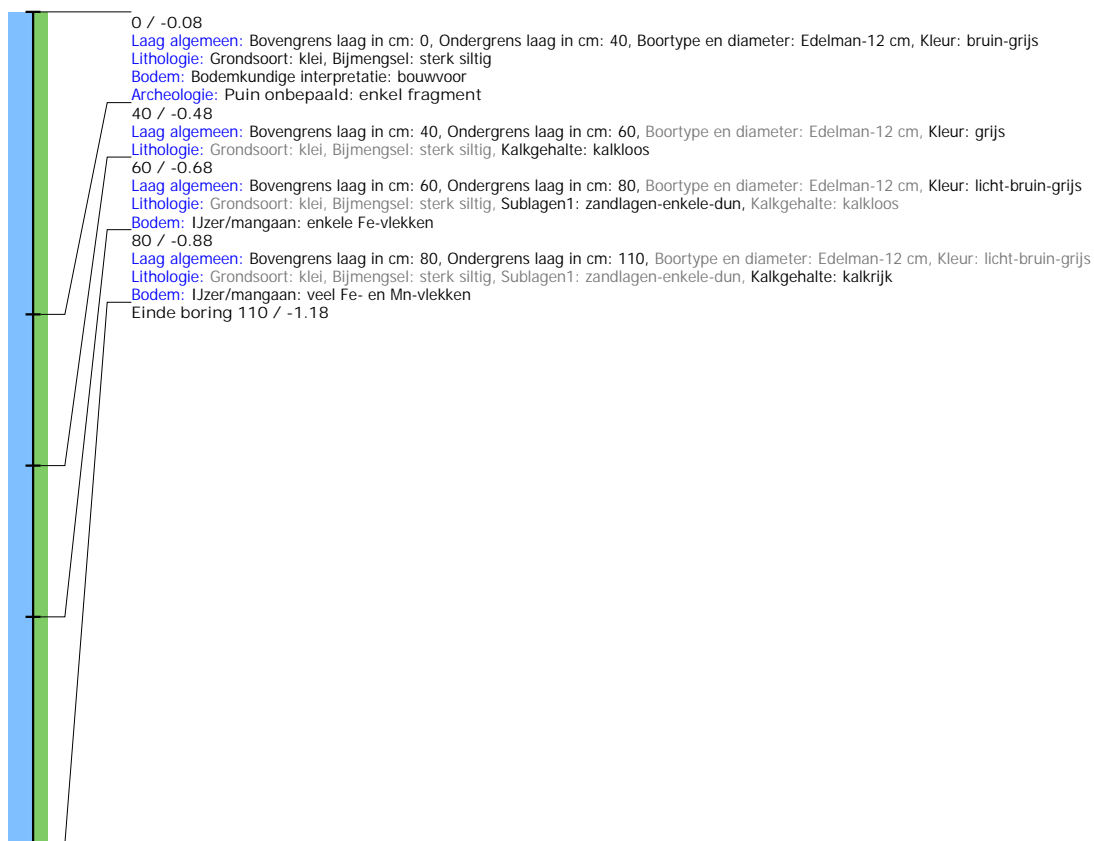 0 / -0.08
Laag algemeen: Bovengrens laag in cm: 0, Ondergrens laag in cm: 40, Boortype en diameter: Edelman-12 cm, Kleur: bruin-grijs
Lithologie: Grondsoort: klei, Bijmengsel: sterk siltig
Bodem: Bodemkundige interpretatie: bouwvoor
Archeologie: Puin onbepaald: enkel fragment
40 / -0.48
Laag algemeen: Bovengrens laag in cm: 40, Ondergrens laag in cm: 60, Boortype en diameter: Edelman-12 cm, Kleur: grijs
Lithologie: Grondsoort: klei, Bijmengsel: sterk siltig, Kalkgehalte: kalkloos
60 / -0.68
Laag algemeen: Bovengrens laag in cm: 60, Ondergrens laag in cm: 80, Boortype en diameter: Edelman-12 cm, Kleur: licht-bruin-grijs
Lithologie: Grondsoort: klei, Bijmengsel: sterk siltig, Sublagen1: zandlagen-enkele-dun, Kalkgehalte: kalkloos
Bodem: IJzer/mangaan: enkele Fe-vlekken
80 / -0.88
Laag algemeen: Bovengrens laag in cm: 80, Ondergrens laag in cm: 110, Boortype en diameter: Edelman-12 cm, Kleur: licht-bruin-grijs
Lithologie: Grondsoort: klei, Bijmengsel: sterk siltig, Sublagen1: zandlagen-enkele-dun, Kalkgehalte: kalkrijk
Bodem: IJzer/mangaan: veel Fe- en Mn-vlekken
Einde boring 110 / -1.18